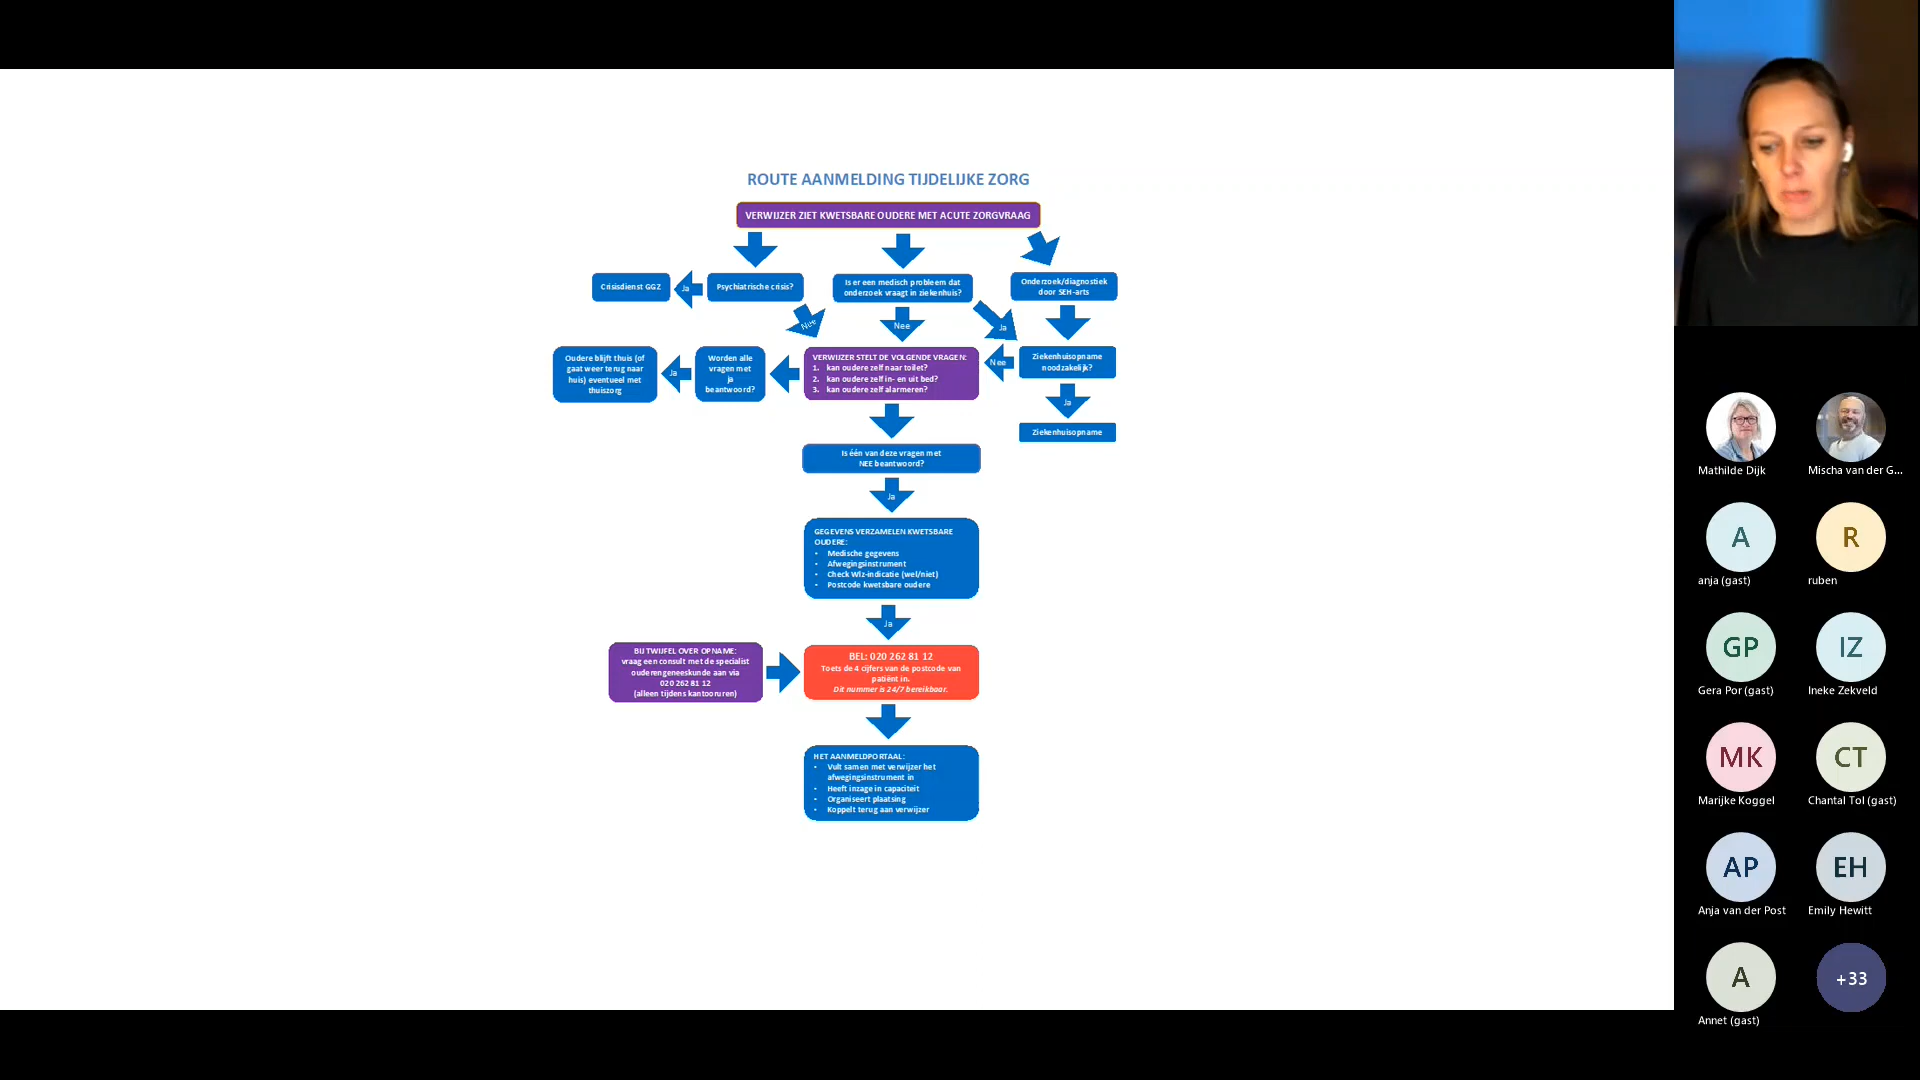 ROUTE AANMELDING TIJDELIJKE ZORG
VERWIJZER ZIET KWETSBARE OUDERE MET ACUTE ZORGVRAAG
Crisisdienst GGZ
Ja
Psychiatrische crisis?
Is er een medisch probleem dat
onderzoek vraagt in ziekenhuis?
Onderzoek/diagnostiek
door SEH-arts
Nee
Nee
Ja
Oudere blijft thuis (of
gaat weer terug naar
huis) eventueel met
thuiszorg
Ja
Worden alle
vragen met
ja
beantwoord?
VERWIJZER STELT DE VOLGENDE VRAGEN:
1. kan oudere zelf naar toilet?
2. kan oudere zelf in- en uit bed?
3. kan oudere zelf alarmeren?
Nee
Ziekenhuisopname
noodzakelijk?
Ja
Ziekenhuisopname
Is één van deze vragen met
NEE beantwoord?
Ja
GEGEVENS VERZAMELEN KWETSBARE
OUDERE:
• Medische gegevens
• Afwegingsinstrument
• Check Wlz-indicatie (wel/niet)
• Postcode kwetsbare oudere
Ja
BIJ TWIJFEL OVER OPNAME:
vraag een consult met de specialist
ouderengeneeskunde aan via
020 262 81 12
(alleen tijdens kantooruren)
BEL: 020 262 81 12
Toets de 4 cijfers van de postcode van
patiënt in.
Dit nummer is 24/7 bereikbaar.
HET AANMELDPORTAAL:
• Vult samen met verwijzer het
afwegingsinstrument in
• Heeft inzage in capaciteit
• Organiseert plaatsing
• Koppelt terug aan verwijzer
Mathilde Dijk
Mischa van der G...
A
anja (gast)
R
ruben
GP
Gera Por (gast)
IZ
Ineke Zekveld
MK
Marijke Koggel
CT
Chantal Tol (gast)
AP
Anja van der Post
EH
Emily Hewitt
A
Annet (gast)
+33